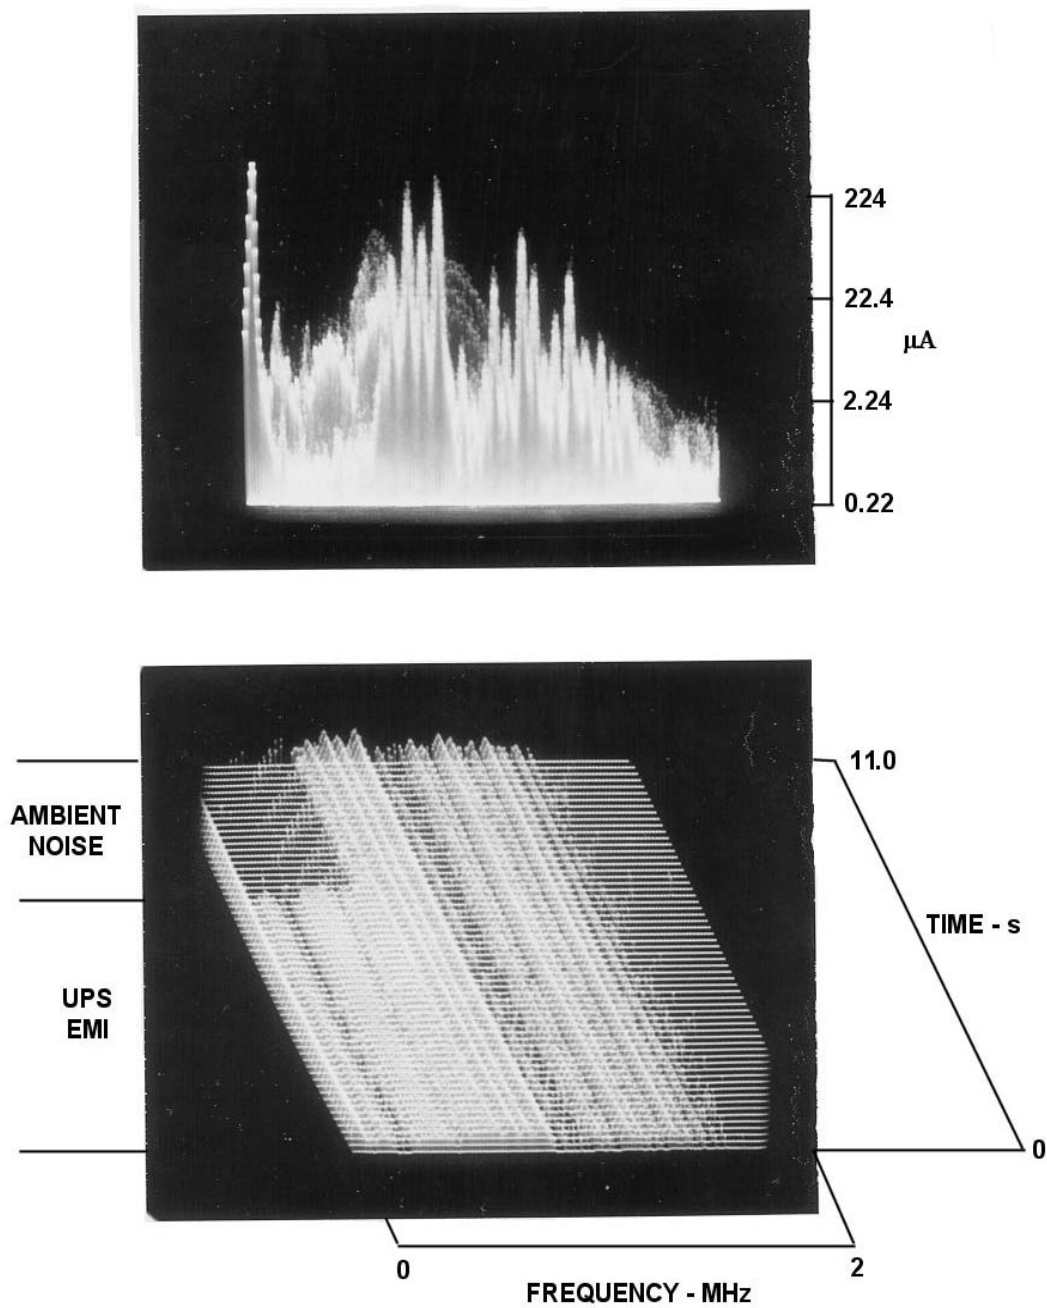 224
22.4
μA
2.24
0.22
11.0
AMBIENT
NOISE
TIME - s
UPS
EMI
0
0
2
FREQUENCY - MHz